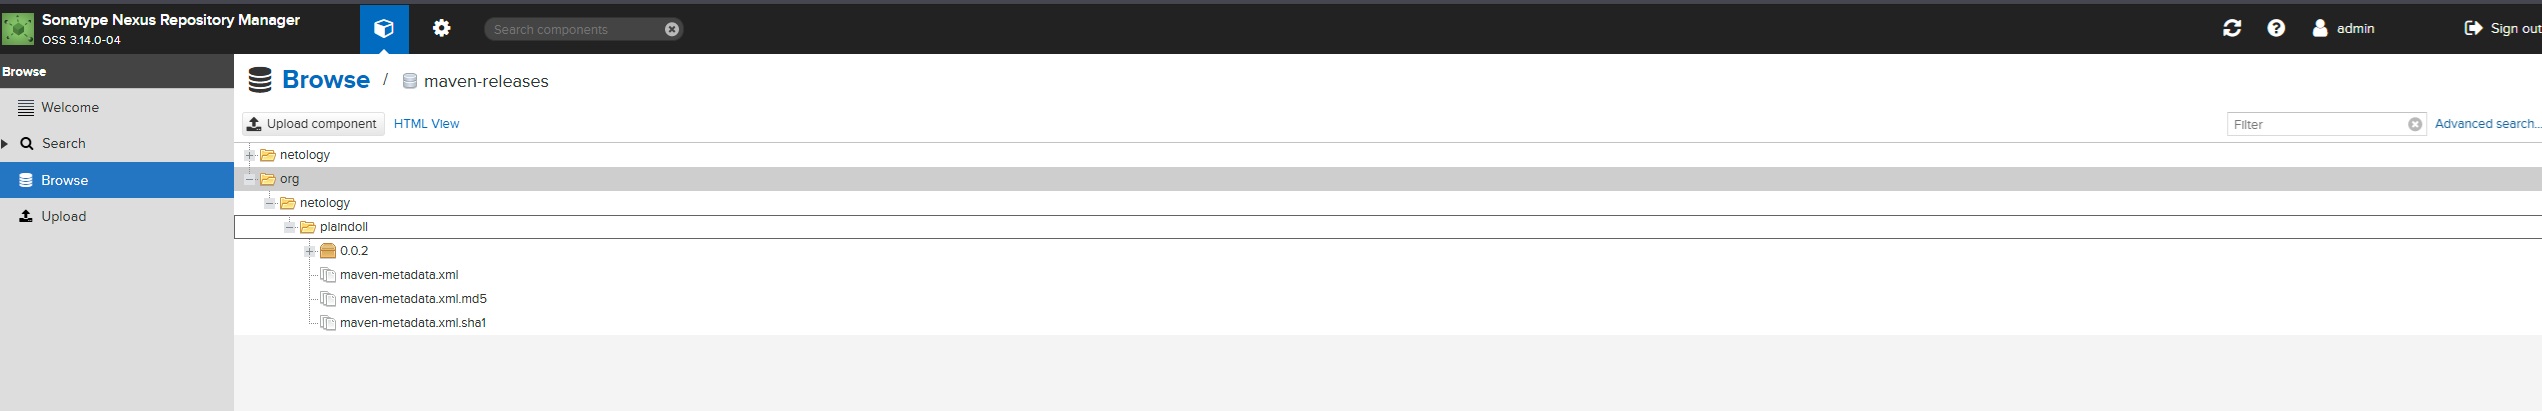 Sonatype Nexus Repository Manager
OSS 3.14.0-04
Search components
admin
Sign out
Browse
Welcome
Search
Browse
Upload
Browse / maven-releases
Upload component HTML View
Filter
Advanced search...
netology
org
netology
plaindoll
0.0.2
maven-metadata.xml
maven-metadata.xml.md5
maven-metadata.xml.sha1